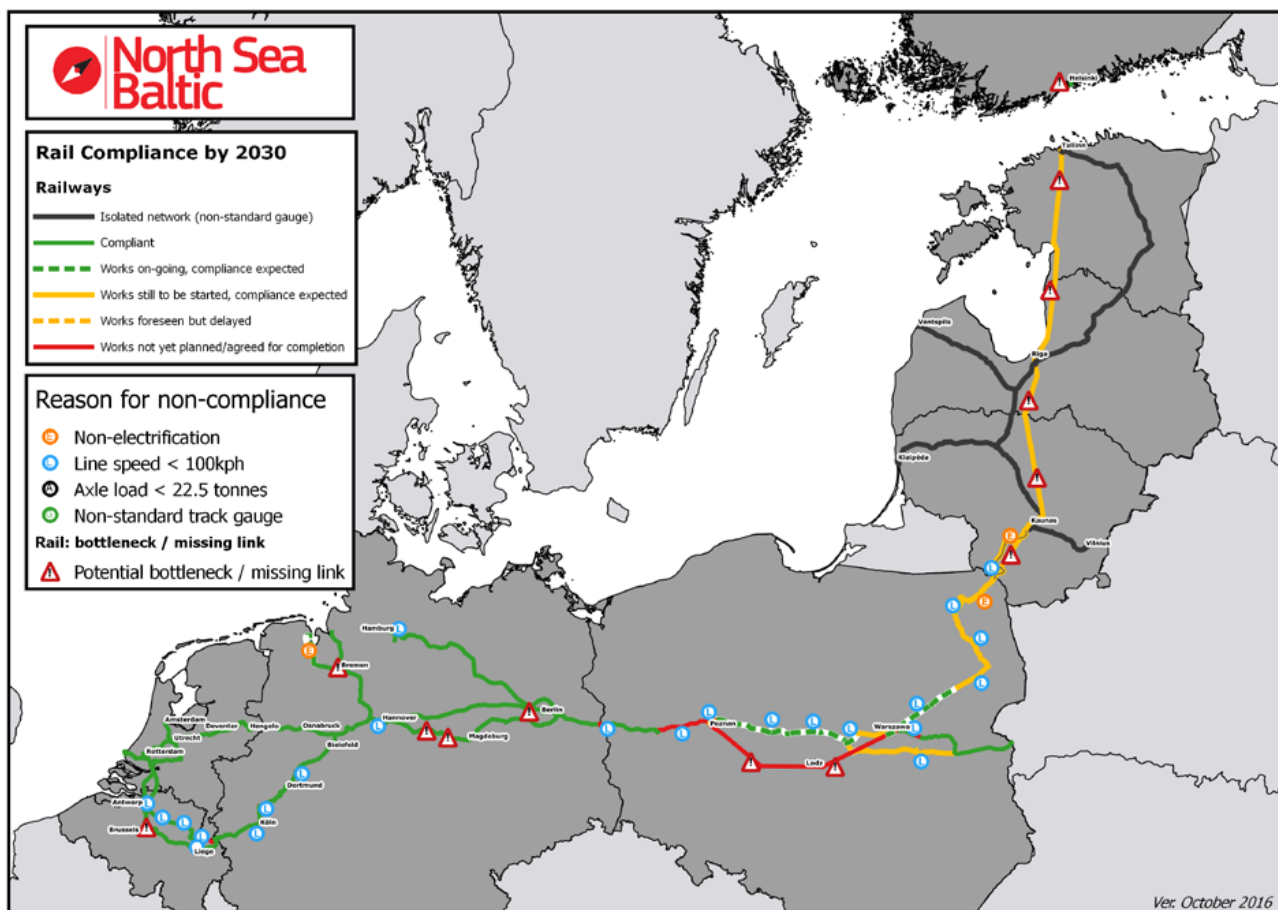 North Sea
Baltic
Rail Compliance by 2030
Railways
Isolated network (non-standard gauge)
Compliant
Works on-going, compliance expected
Works still to be started, compliance expected
Works foreseen but delayed
Works not yet planned/agreed for completion
Reason for non-compliance
E Non-electrification
L Line speed < 100kph
A Axle load < 22.5 tonnes
Non-standard track gauge
Rail: bottleneck / missing link
! Potential bottleneck / missing link
Helsinki
Tallinn
Ventspils
Riga
Klaipėda
Kaunas
Vilnius
Hamburg
Bremen
Amsterdam
Deventer
Hengelo
Osnabruck
Hannover
Berlin
Utrecht
Bielefeld
Magdeburg
Poznan
Warszawa
Rotterdam
Lodz
Dortmund
Antwerp
Köln
Brussels
Liege
Ver. October 2016